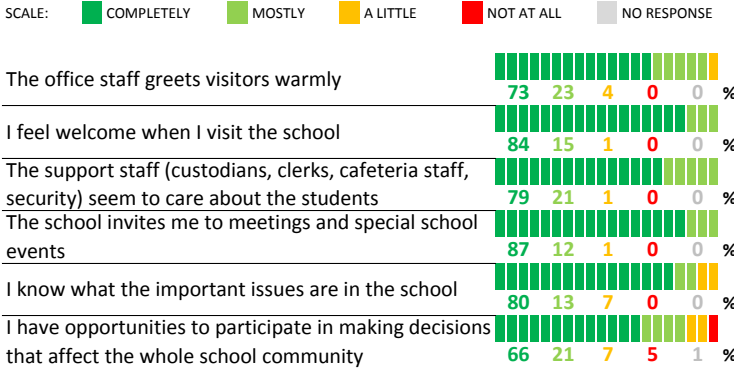 SCALE: COMPLETELY MOSTLY A LITTLE NOT AT ALL NO RESPONSE
The office staff greets visitors warmly
73 23 4 0 0 %
I feel welcome when I visit the school
84 15 1 0 0 %
The support staff (custodians, clerks, cafeteria staff,
security) seem to care about the students
79 21 1 0 0 %
The school invites me to meetings and special school
events
87 12 1 0 0 %
I know what the important issues are in the school
80 13 7 0 0 %
I have opportunities to participate in making decisions
that affect the whole school community
66 21 7 5 1 %